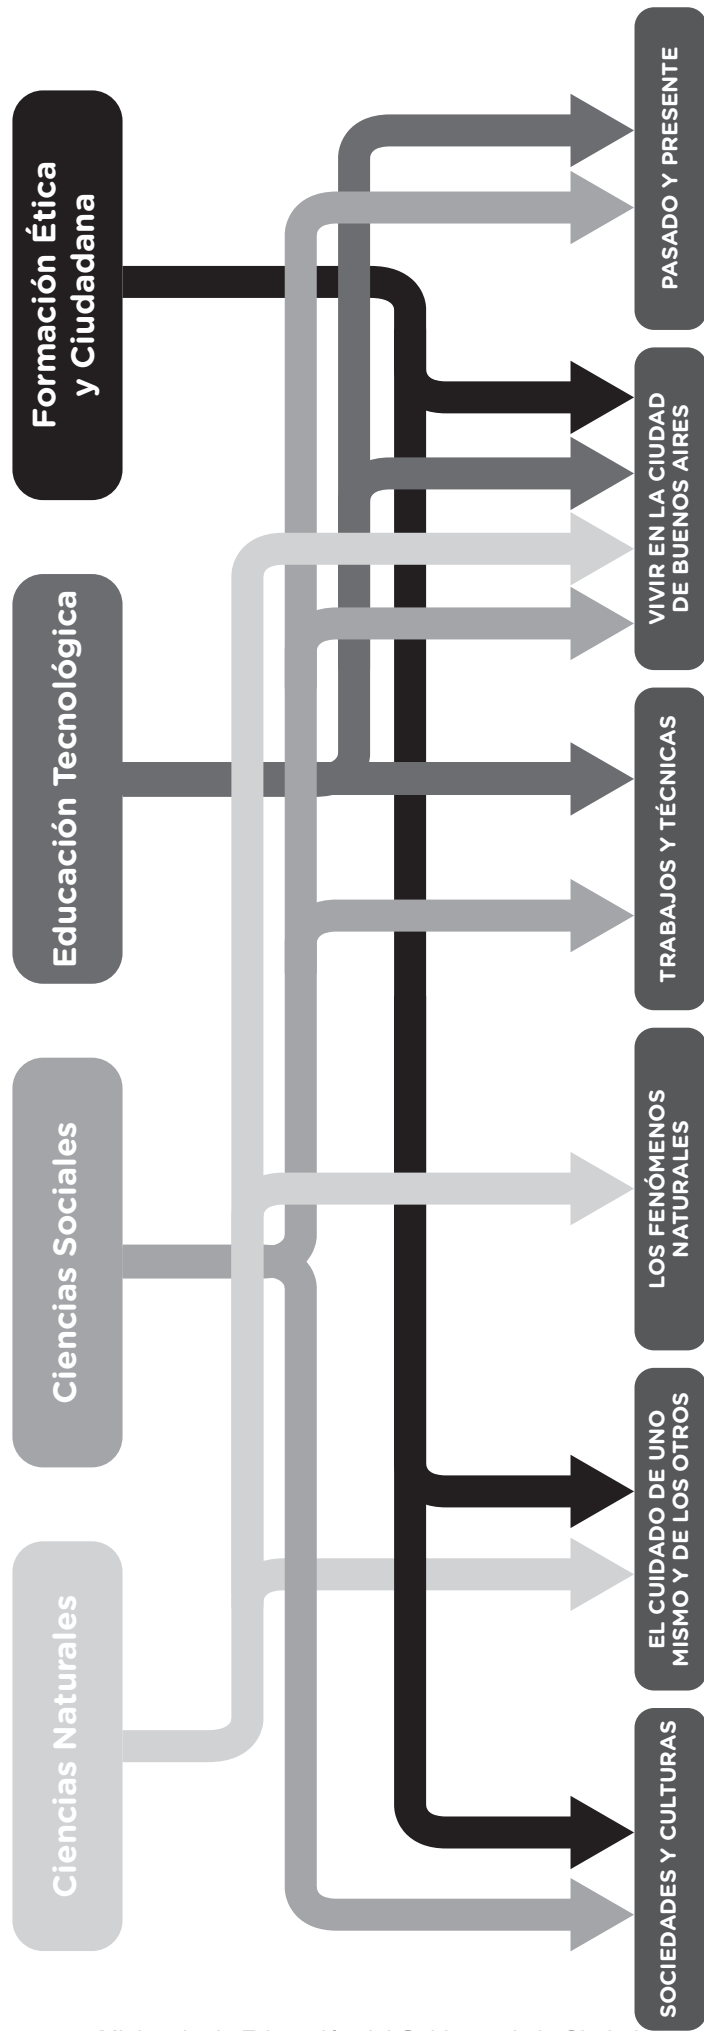 Ciencias Naturales
Ciencias Sociales
Educación Tecnológica
Formación Ética
y Ciudadana
SOCIEDADES Y CULTURAS
EL CUIDADO DE UNO
MISMO Y DE LOS OTROS
LOS FENÓMENOS
NATURALES
TRABAJOS Y TÉCNICAS
VIVIR EN LA CIUDAD
DE BUENOS AIRES
PASADO Y PRESENTE